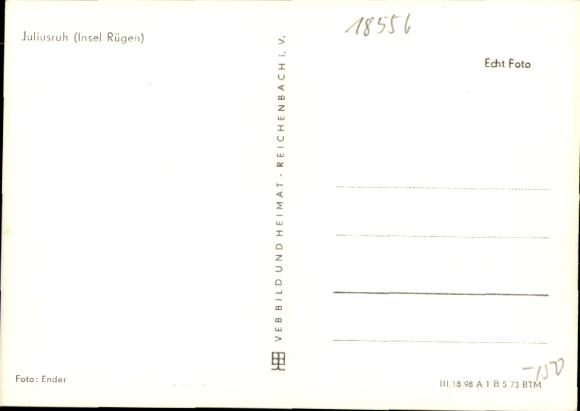 Juliusruh (Insel Rügen)
18556
Echt Foto
VEB BILD UND HEIMAT · REICHENBACH i. V.
Foto: Ender
-150
III 18 98 A 1 B 5 73 BTM